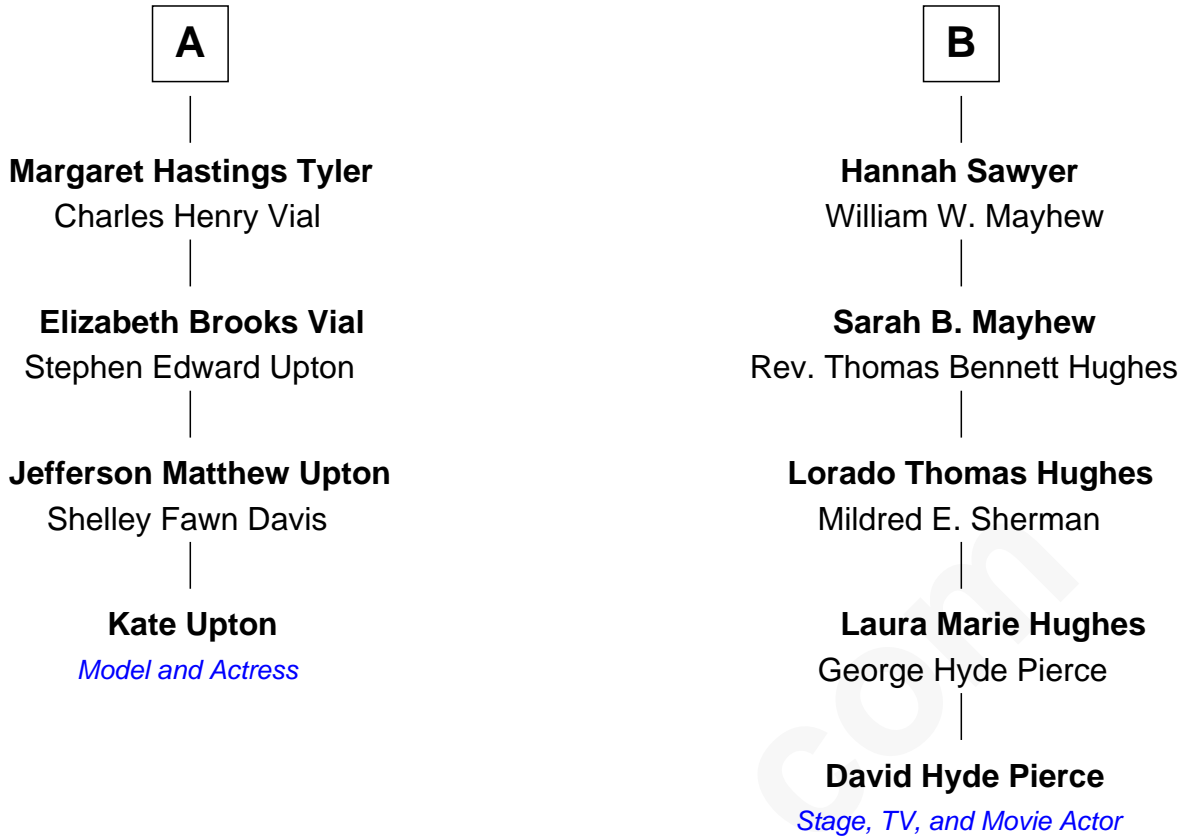 A
Margaret Hastings Tyler
Charles Henry Vial
Elizabeth Brooks Vial
Stephen Edward Upton
Jefferson Matthew Upton
Shelley Fawn Davis
Kate Upton
Model and Actress
B
Hannah Sawyer
William W. Mayhew
Sarah B. Mayhew
Rev. Thomas Bennett Hughes
Lorado Thomas Hughes
Mildred E. Sherman
Laura Marie Hughes
George Hyde Pierce
David Hyde Pierce
Stage, TV, and Movie Actor
com